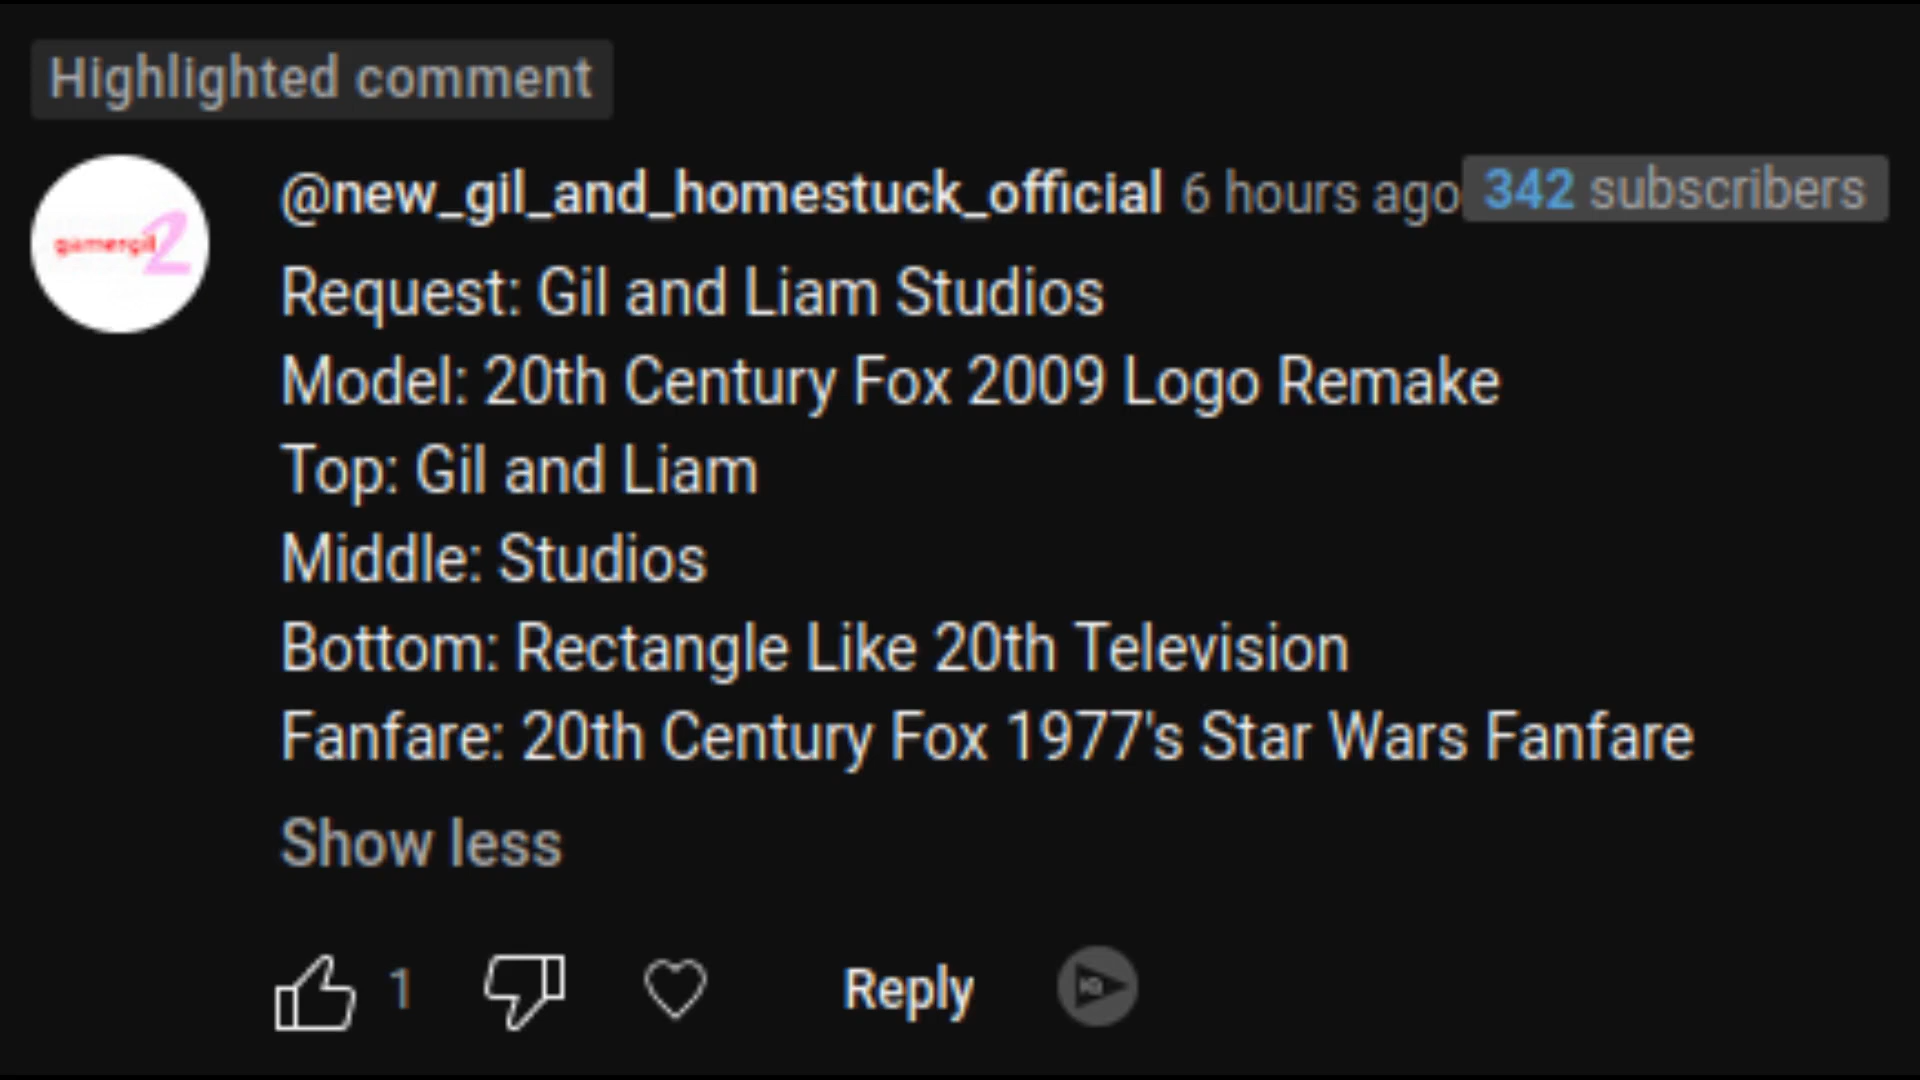 Highlighted comment
gamergil 2
@new_gil_and_homestuck_official 6 hours ago 342 subscribers
Request: Gil and Liam Studios
Model: 20th Century Fox 2009 Logo Remake
Top: Gil and Liam
Middle: Studios
Bottom: Rectangle Like 20th Television
Fanfare: 20th Century Fox 1977's Star Wars Fanfare
Show less
1 Reply